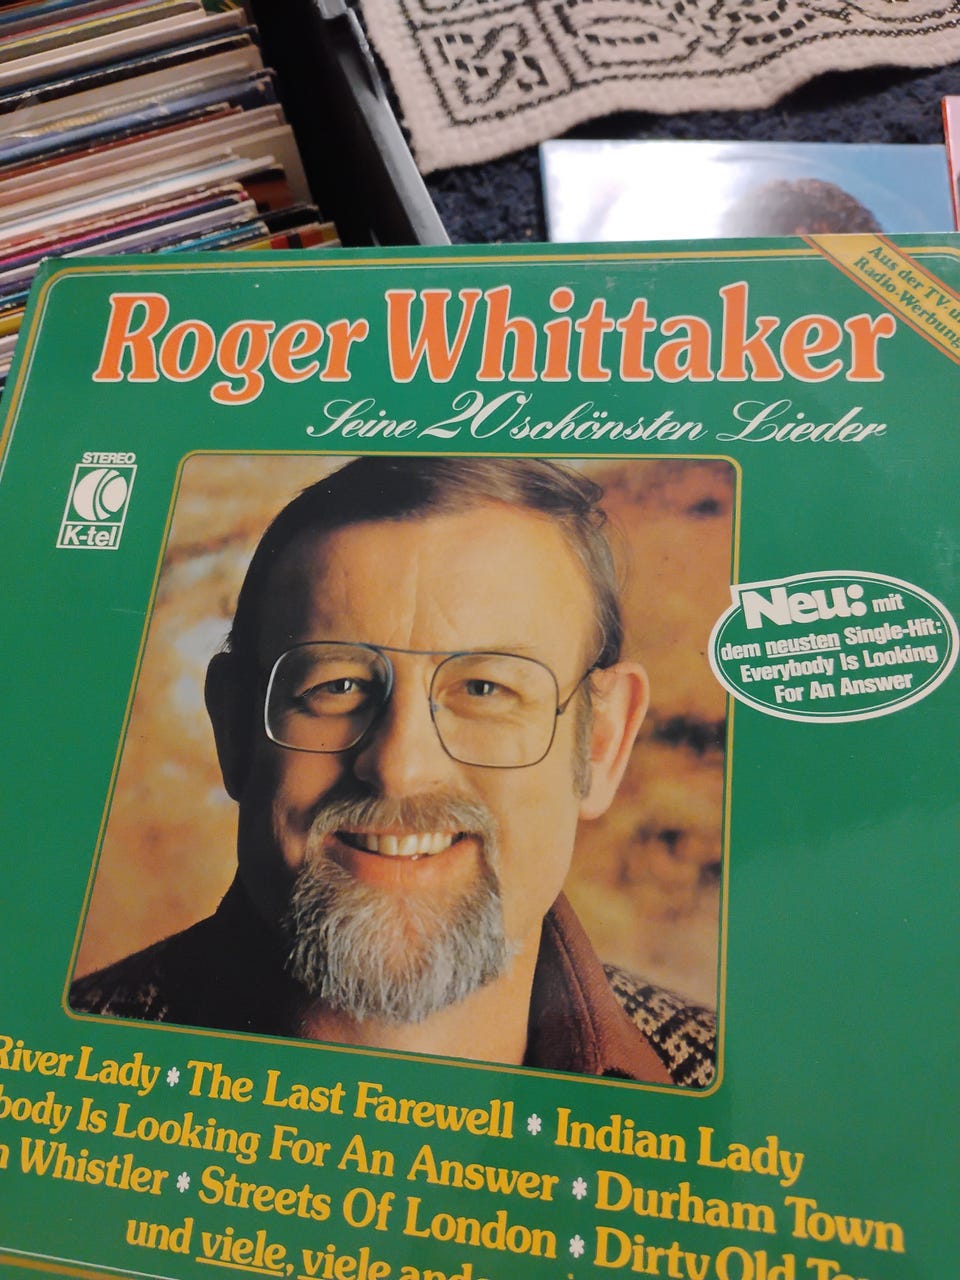 Aus der TV-
Radio-Werbung
Roger Whittaker
Seine 20 schönsten Lieder
STEREO
K-tel
Neu: mit
dem neusten Single-Hit:
Everybody Is Looking
For An Answer
River Lady * The Last Farewell * Indian Lady
body Is Looking For An Answer * Durham Town
n Whistler * Streets Of London * Dirty Old
und viele, viele